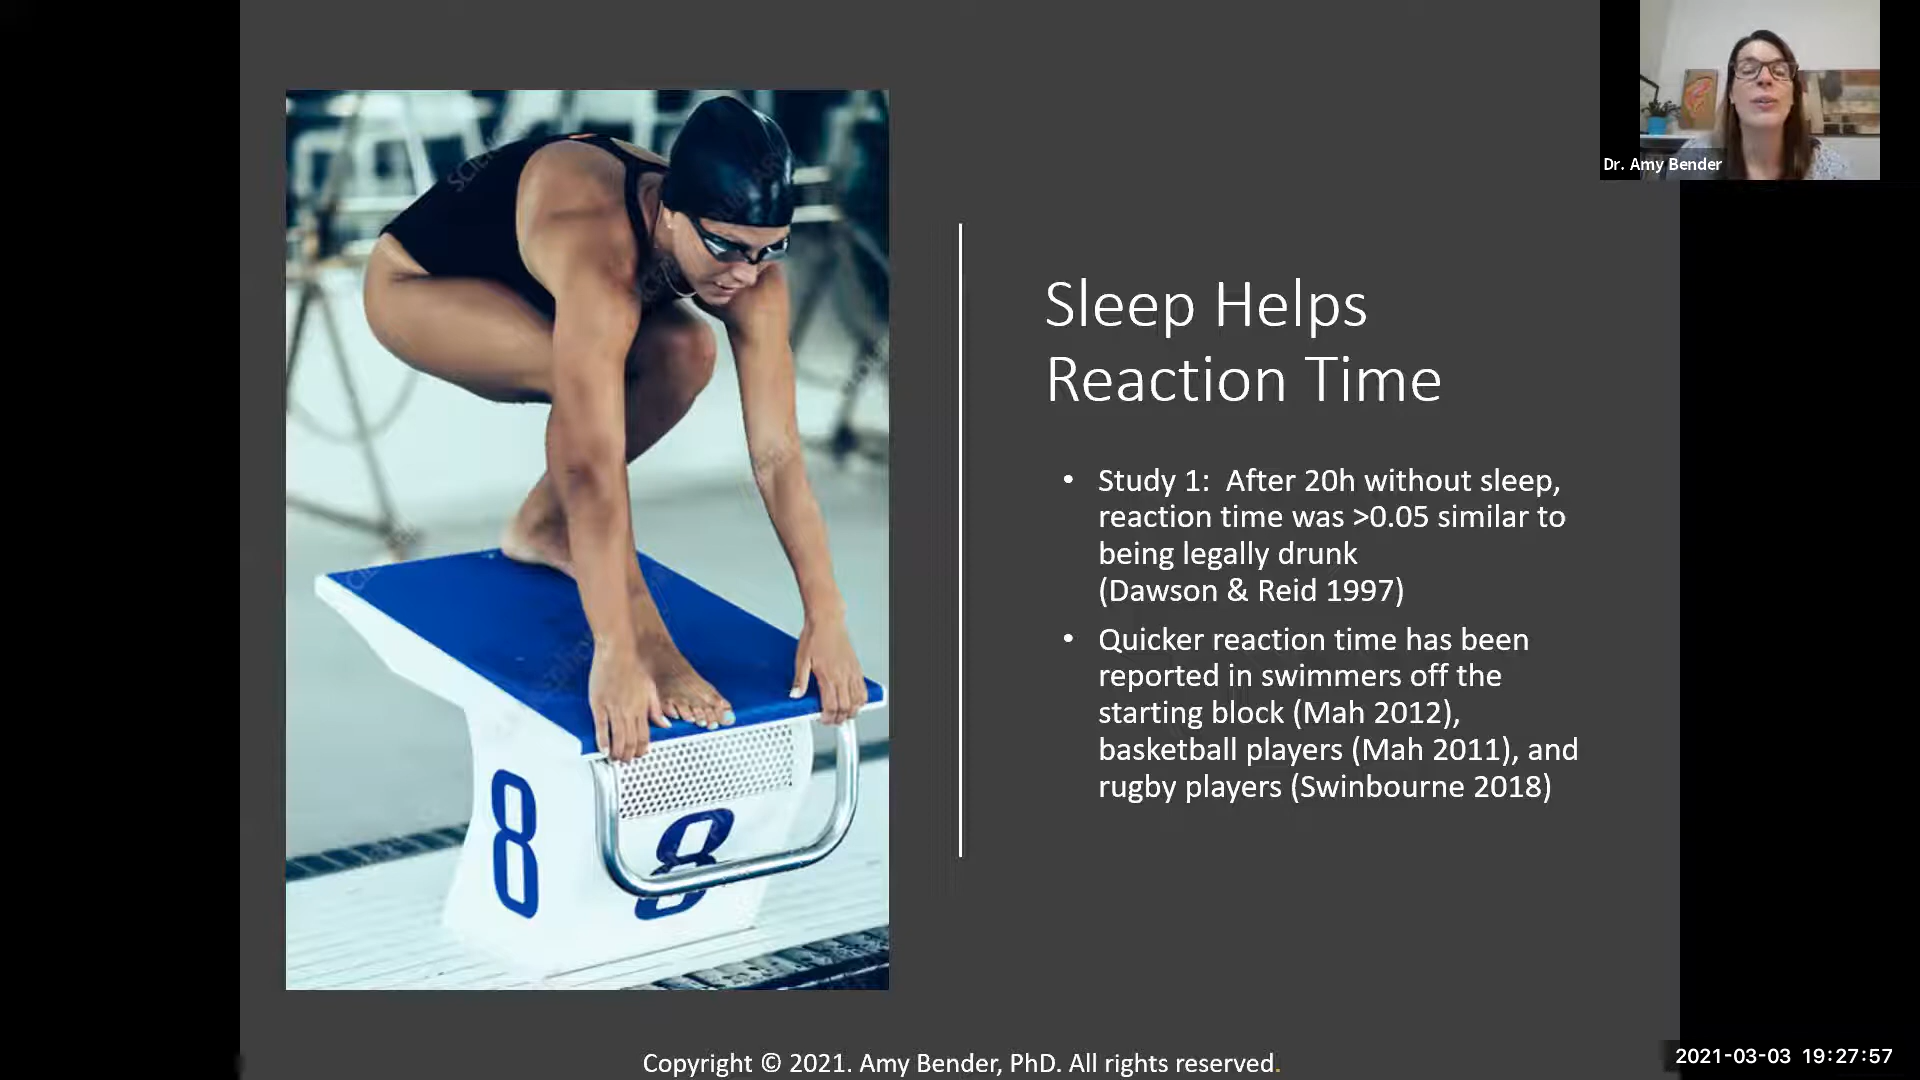 Dr. Amy Bender
Sleep Helps
Reaction Time
• Study 1:  After 20h without sleep,
reaction time was >0.05 similar to
being legally drunk
(Dawson & Reid 1997)
• Quicker reaction time has been
reported in swimmers off the
starting block (Mah 2012),
basketball players (Mah 2011), and
rugby players (Swinbourne 2018)
8
8
Copyright © 2021. Amy Bender, PhD. All rights reserved.
2021-03-03 19:27:57